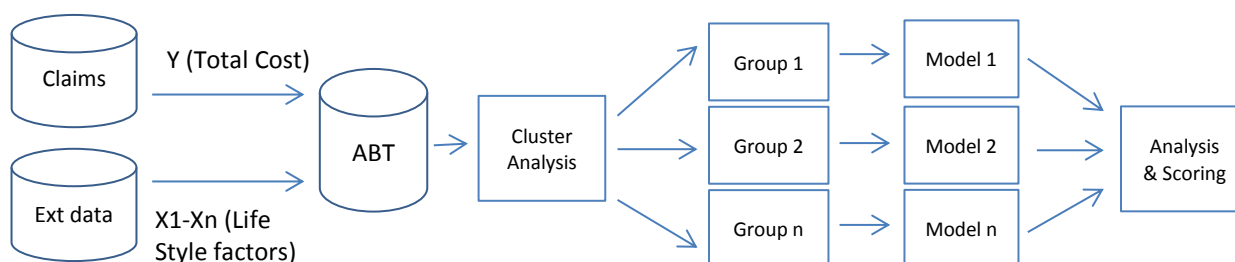 Claims
Y (Total Cost)
Ext data
X1-Xn (Life
Style factors)
ABT
Cluster
Analysis
Group 1
Group 2
Group n
Model 1
Model 2
Model n
Analysis
& Scoring